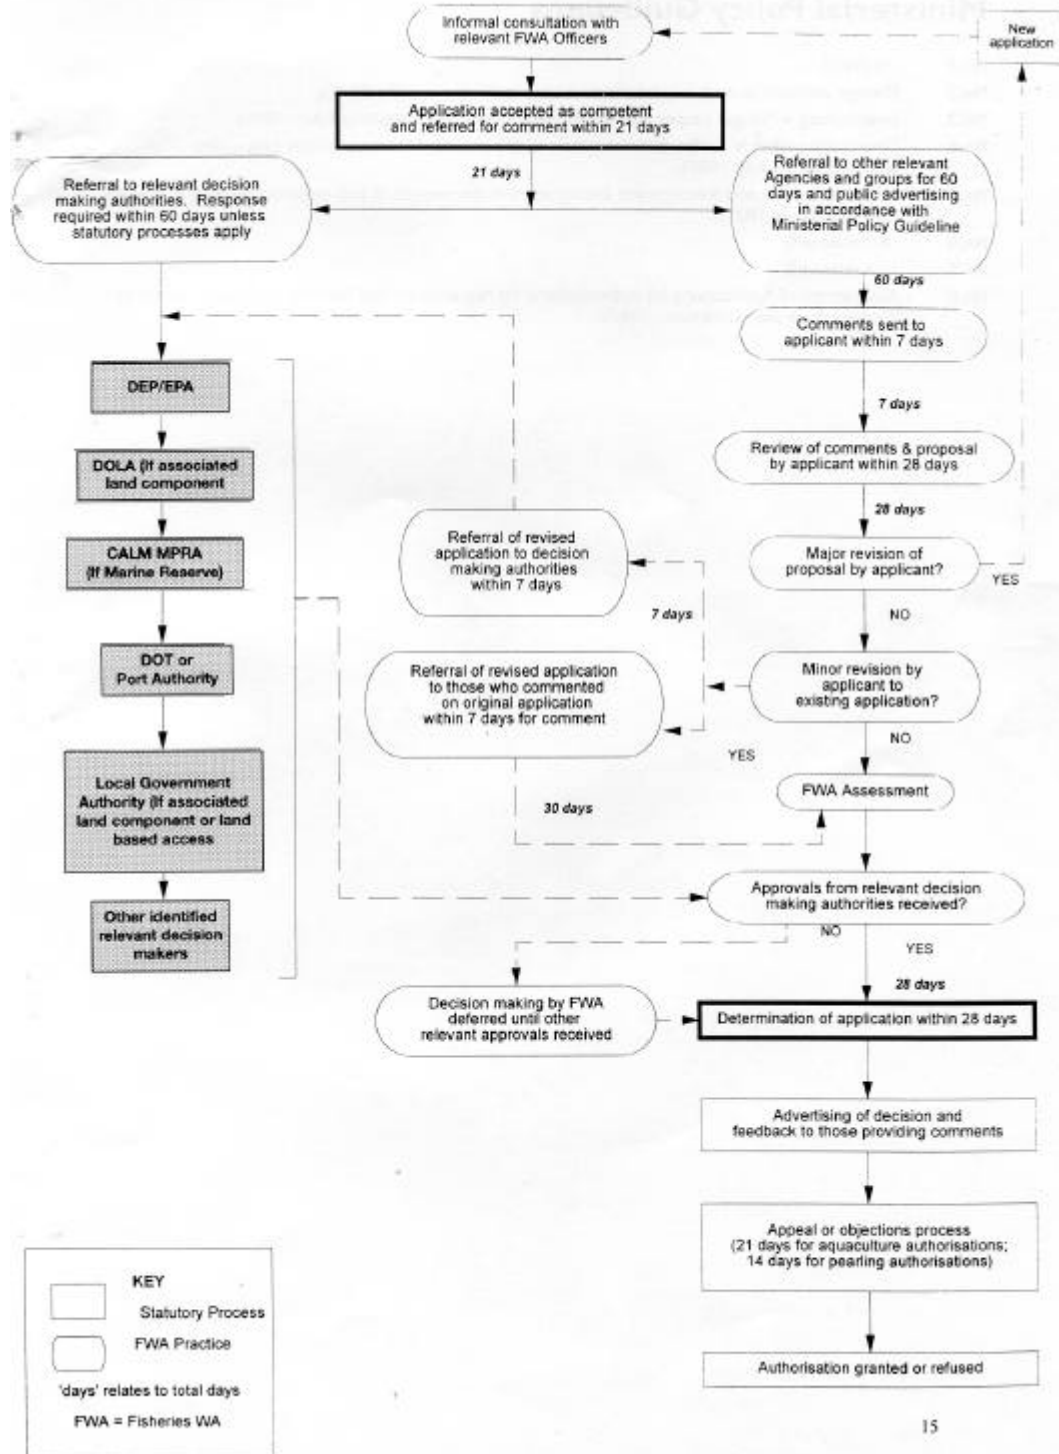 Informal consultation with
relevant FWA Officers
New
application
Application accepted as competent
and referred for comment within 21 days
21 days
Referral to relevant decision
making authorities. Response
required within 60 days unless
statutory processes apply
Referral to other relevant
Agencies and groups for 60
days and public advertising
in accordance with
Ministerial Policy Guideline
60 days
Comments sent to
applicant within 7 days
DEP/EPA
7 days
Review of comments & proposal
by applicant within 28 days
DOLA (If associated
land component
28 days
Referral of revised
application to decision
making authorities
within 7 days
Major revision of
proposal by applicant?
YES
CALM MPRA
(If Marine Reserve)
NO
7 days
DOT or
Port Authority
Referral of revised application
to those who commented
on original application
within 7 days for comment
Minor revision by
applicant to
existing application?
NO
YES
Local Government
Authority (If associated
land component or land
based access
FWA Assessment
30 days
Approvals from relevant decision
making authorities received?
NO
YES
Other identified
relevant decision
makers
28 days
Decision making by FWA
deferred until other
relevant approvals received
Determination of application within 28 days
Advertising of decision and
feedback to those providing comments
Appeal or objections process
(21 days for aquaculture authorisations;
14 days for pearling authorisations)
Authorisation granted or refused
KEY
Statutory Process
FWA Practice
'days' relates to total days
FWA = Fisheries WA
15